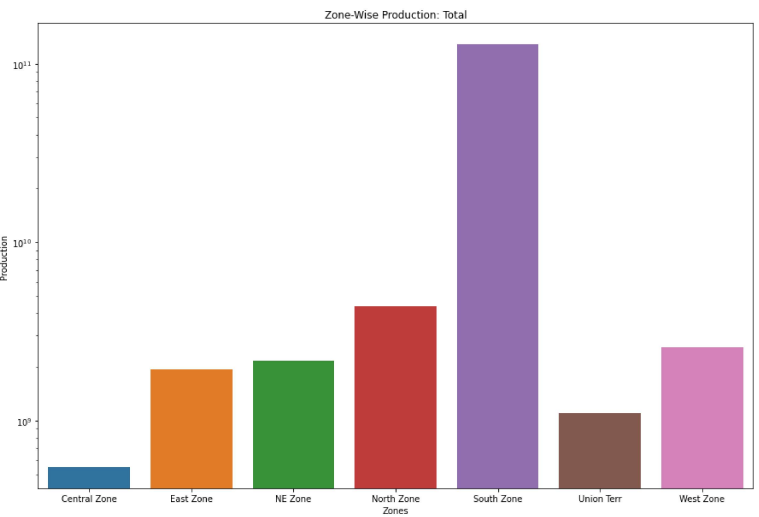 Zone-Wise Production: Total
10¹¹
10¹⁰
10⁹
Production
Central Zone East Zone NE Zone North Zone South Zone Union Terr West Zone
Zones